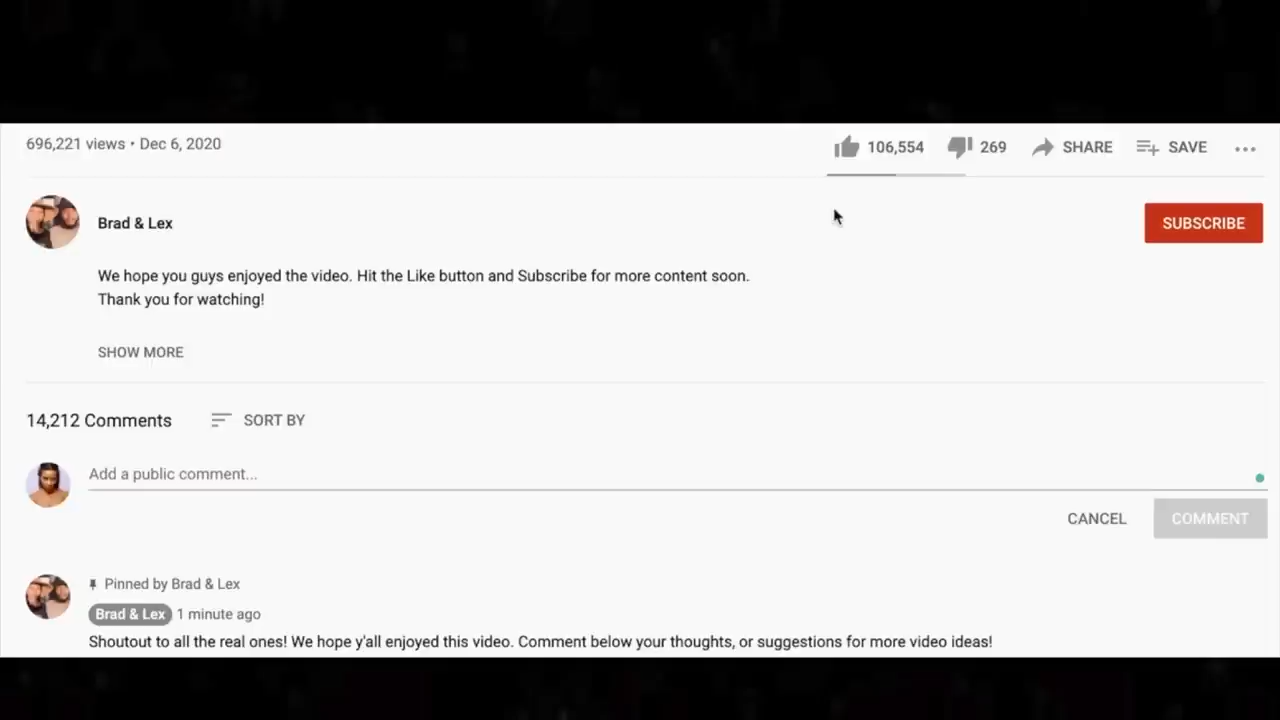 696,221 views • Dec 6, 2020
106,554
269
SHARE
SAVE
Brad & Lex
SUBSCRIBE
We hope you guys enjoyed the video. Hit the Like button and Subscribe for more content soon.
Thank you for watching!
SHOW MORE
14,212 Comments
SORT BY
Add a public comment...
CANCEL
COMMENT
Pinned by Brad & Lex
Brad & Lex 1 minute ago
Shoutout to all the real ones! We hope y'all enjoyed this video. Comment below your thoughts, or suggestions for more video ideas!